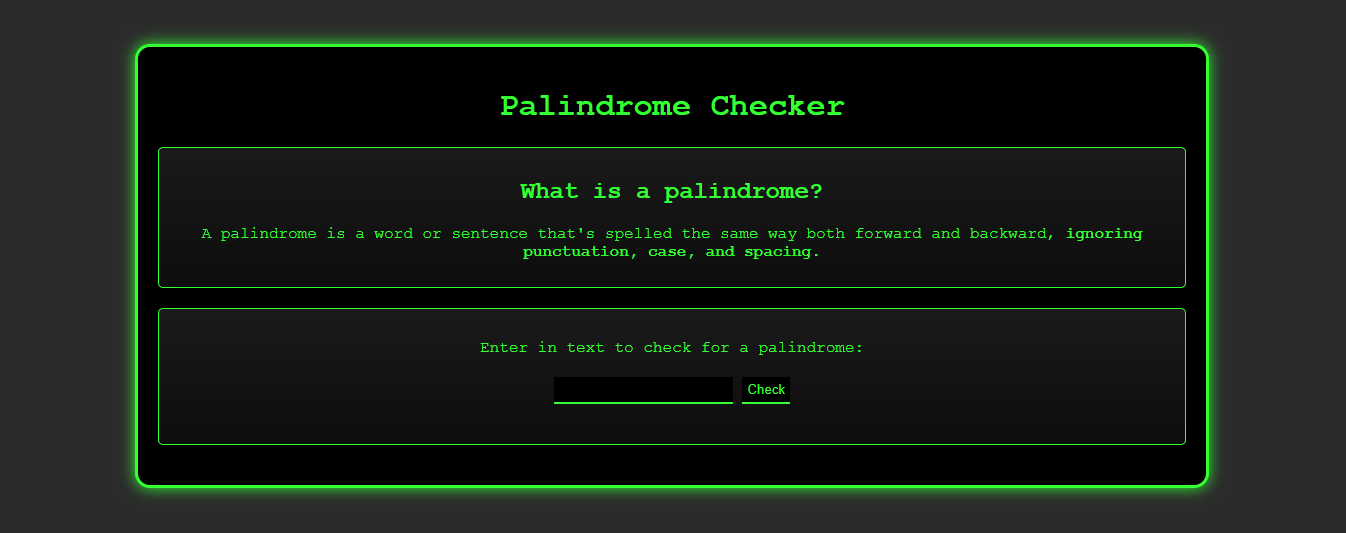 Palindrome Checker
What is a palindrome?
A palindrome is a word or sentence that's spelled the same way both forward and backward, ignoring
punctuation, case, and spacing.
Enter in text to check for a palindrome:
Check